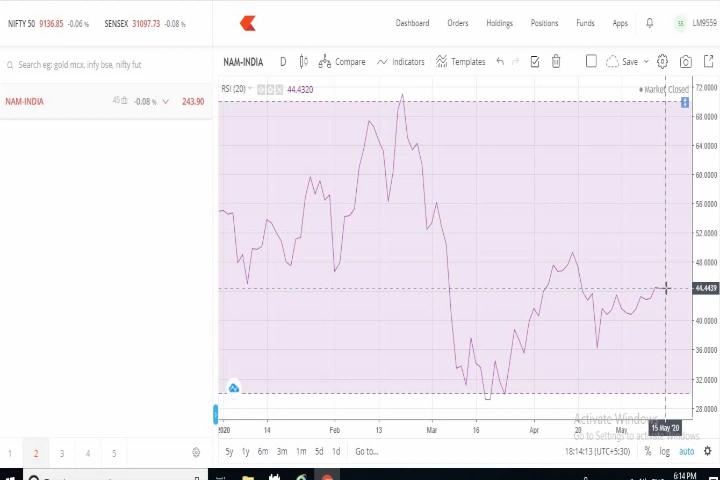 NIFTY 50 9136.85 -0.06 % SENSEX 31097.73 -0.08 %
Dashboard Orders Holdings Positions Funds Apps SS LM9559
Search eg: gold mcx, infy bse, nifty fut
NAM-INDIA D Compare Indicators Templates Save
NAM-INDIA 45 -0.08 % 243.90
RSI (20) 44.4320
Market Closed
72.0000
68.0000
64.0000
60.0000
56.0000
52.0000
48.0000
44.4439
40.0000
36.0000
32.0000
28.0000
Activate Windows
Go to Settings to activate Windows.
2020 14 Feb 13 Mar 16 Apr 20 May 15 May '20
1 2 3 4 5
5y 1y 6m 3m 1m 5d 1d Go to... 18:14:13 (UTC+5:30) % log auto
6:14 PM